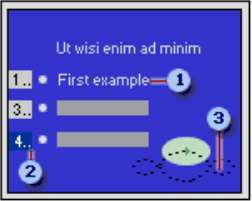 Ut wisi enim ad minim
1.. First example 1
3.. 3
4..
2